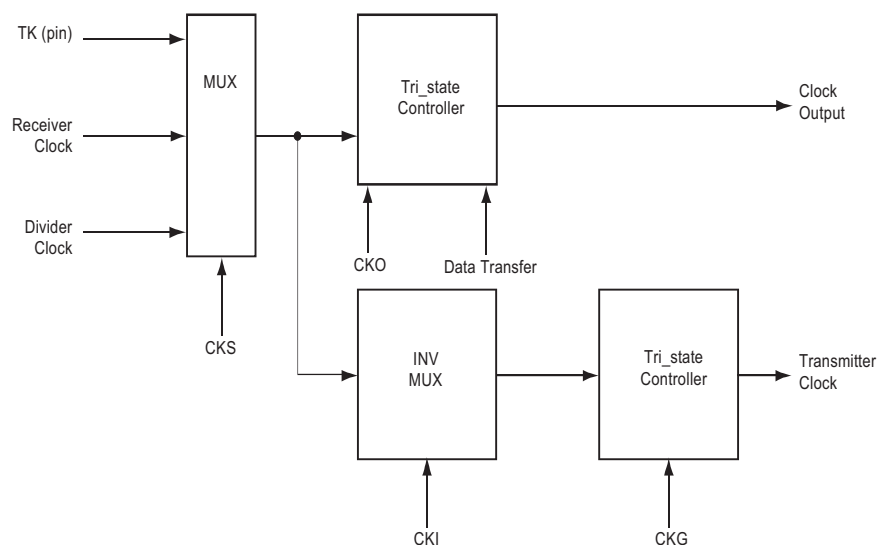 TK (pin)
MUX
Tri_state
Controller
Clock
Output
Receiver
Clock
Divider
Clock
CKO
Data Transfer
CKS
INV
MUX
Tri_state
Controller
Transmitter
Clock
CKI
CKG